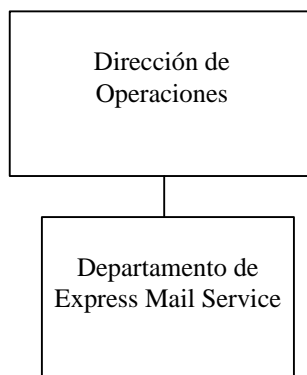 Dirección de
Operaciones
Departamento de
Express Mail Service